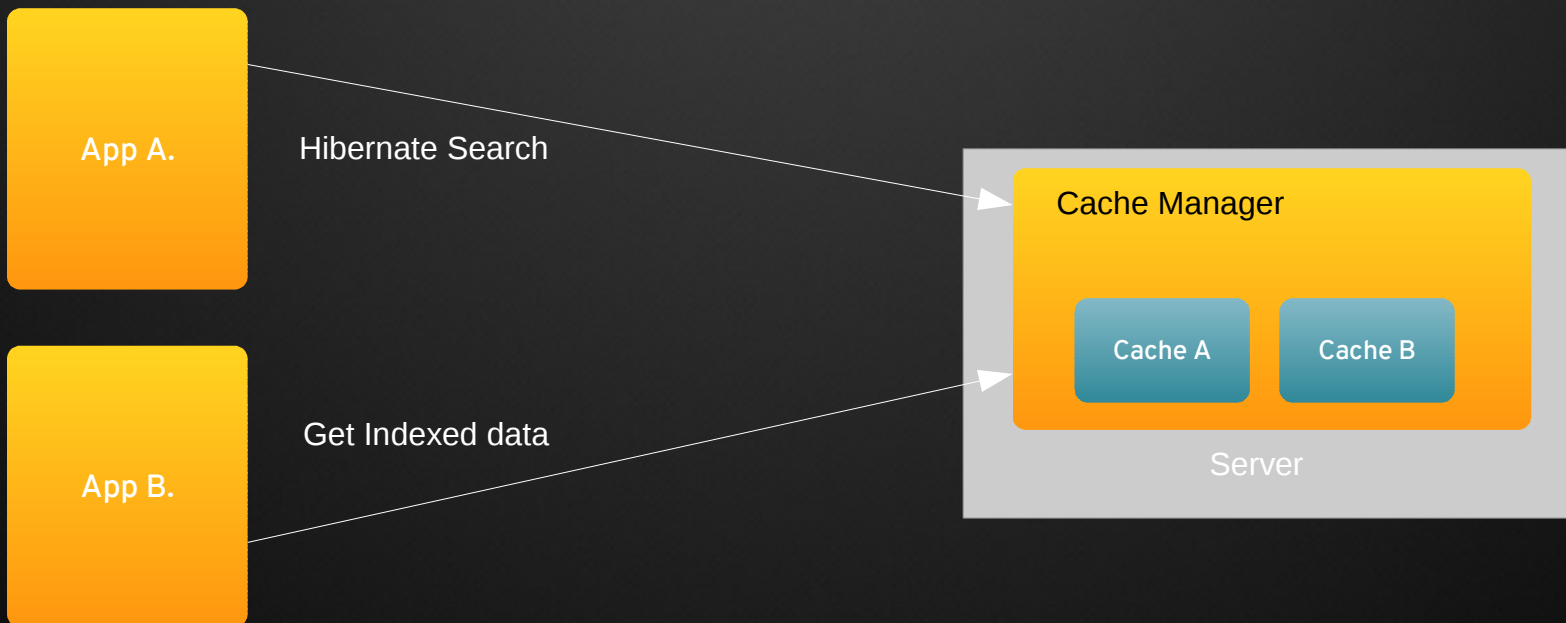 App A.
Hibernate Search
Cache Manager
Cache A
Cache B
Get Indexed data
Server
App B.